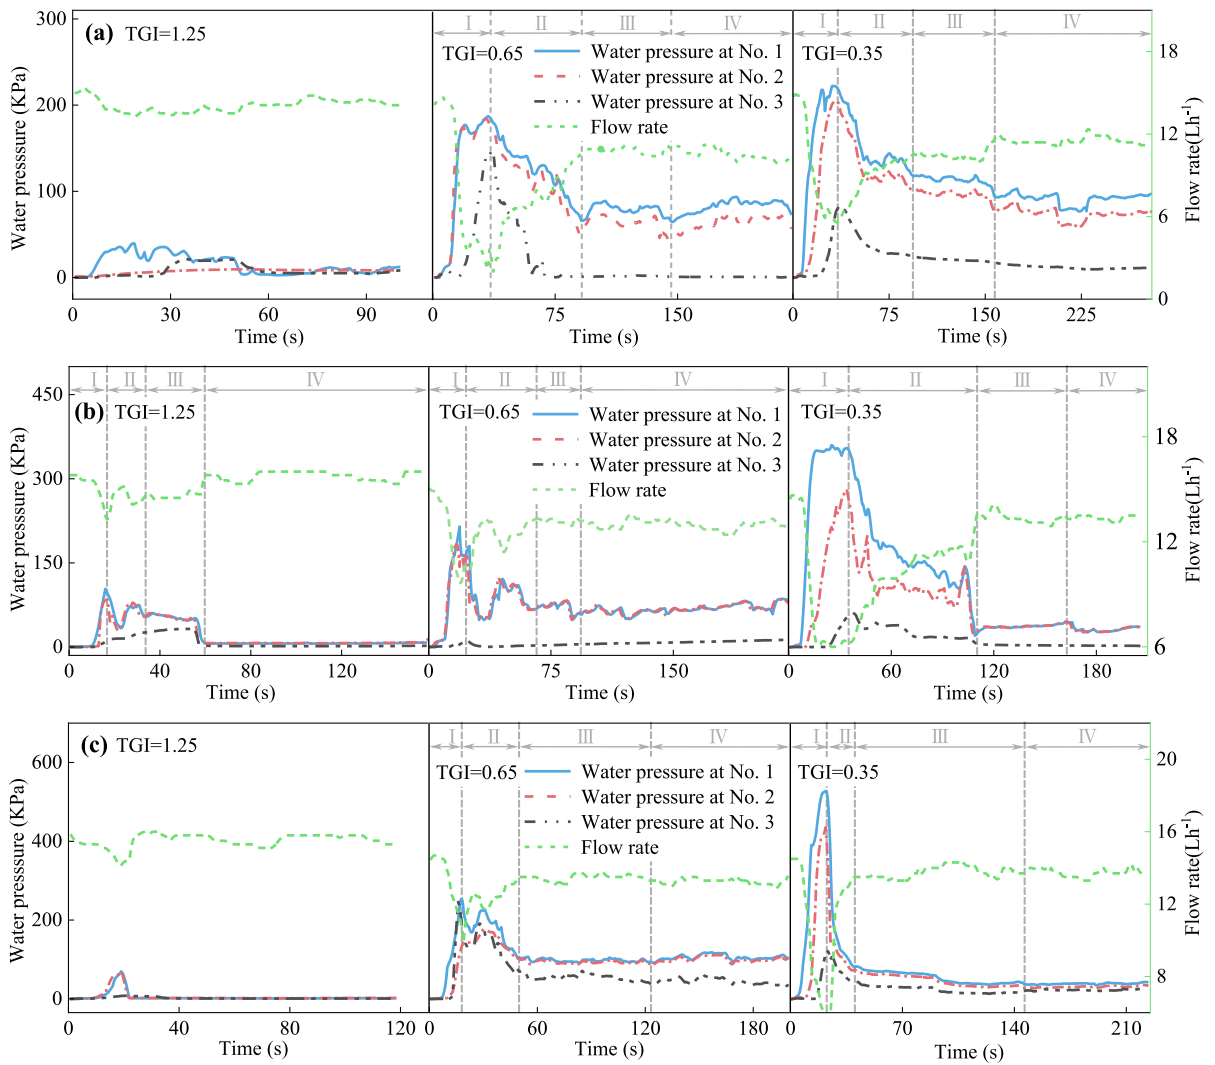 (a) TGI=1.25
I II III IV
TGI=0.65
Water pressure at No. 1
Water pressure at No. 2
Water pressure at No. 3
Flow rate
I II III IV
TGI=0.35
300
200
100
0
Water presssure (KPa)
18
12
6
0
Flow rate(Lh-1)
0 30 60 90
0 75 150
0 75 150 225
Time (s)
Time (s)
Time (s)
I II III IV
(b) TGI=1.25
I II III IV
TGI=0.65
Water pressure at No. 1
Water pressure at No. 2
Water pressure at No. 3
Flow rate
I II III IV
TGI=0.35
450
300
150
0
Water presssure (KPa)
18
12
6
Flow rate(Lh-1)
0 40 80 120
0 75 150
0 60 120 180
Time (s)
Time (s)
Time (s)
(c) TGI=1.25
I II III IV
TGI=0.65
Water pressure at No. 1
Water pressure at No. 2
Water pressure at No. 3
Flow rate
I II III IV
TGI=0.35
600
400
200
0
Water presssure (KPa)
20
16
12
8
Flow rate(Lh-1)
0 40 80 120
0 60 120 180
0 70 140 210
Time (s)
Time (s)
Time (s)